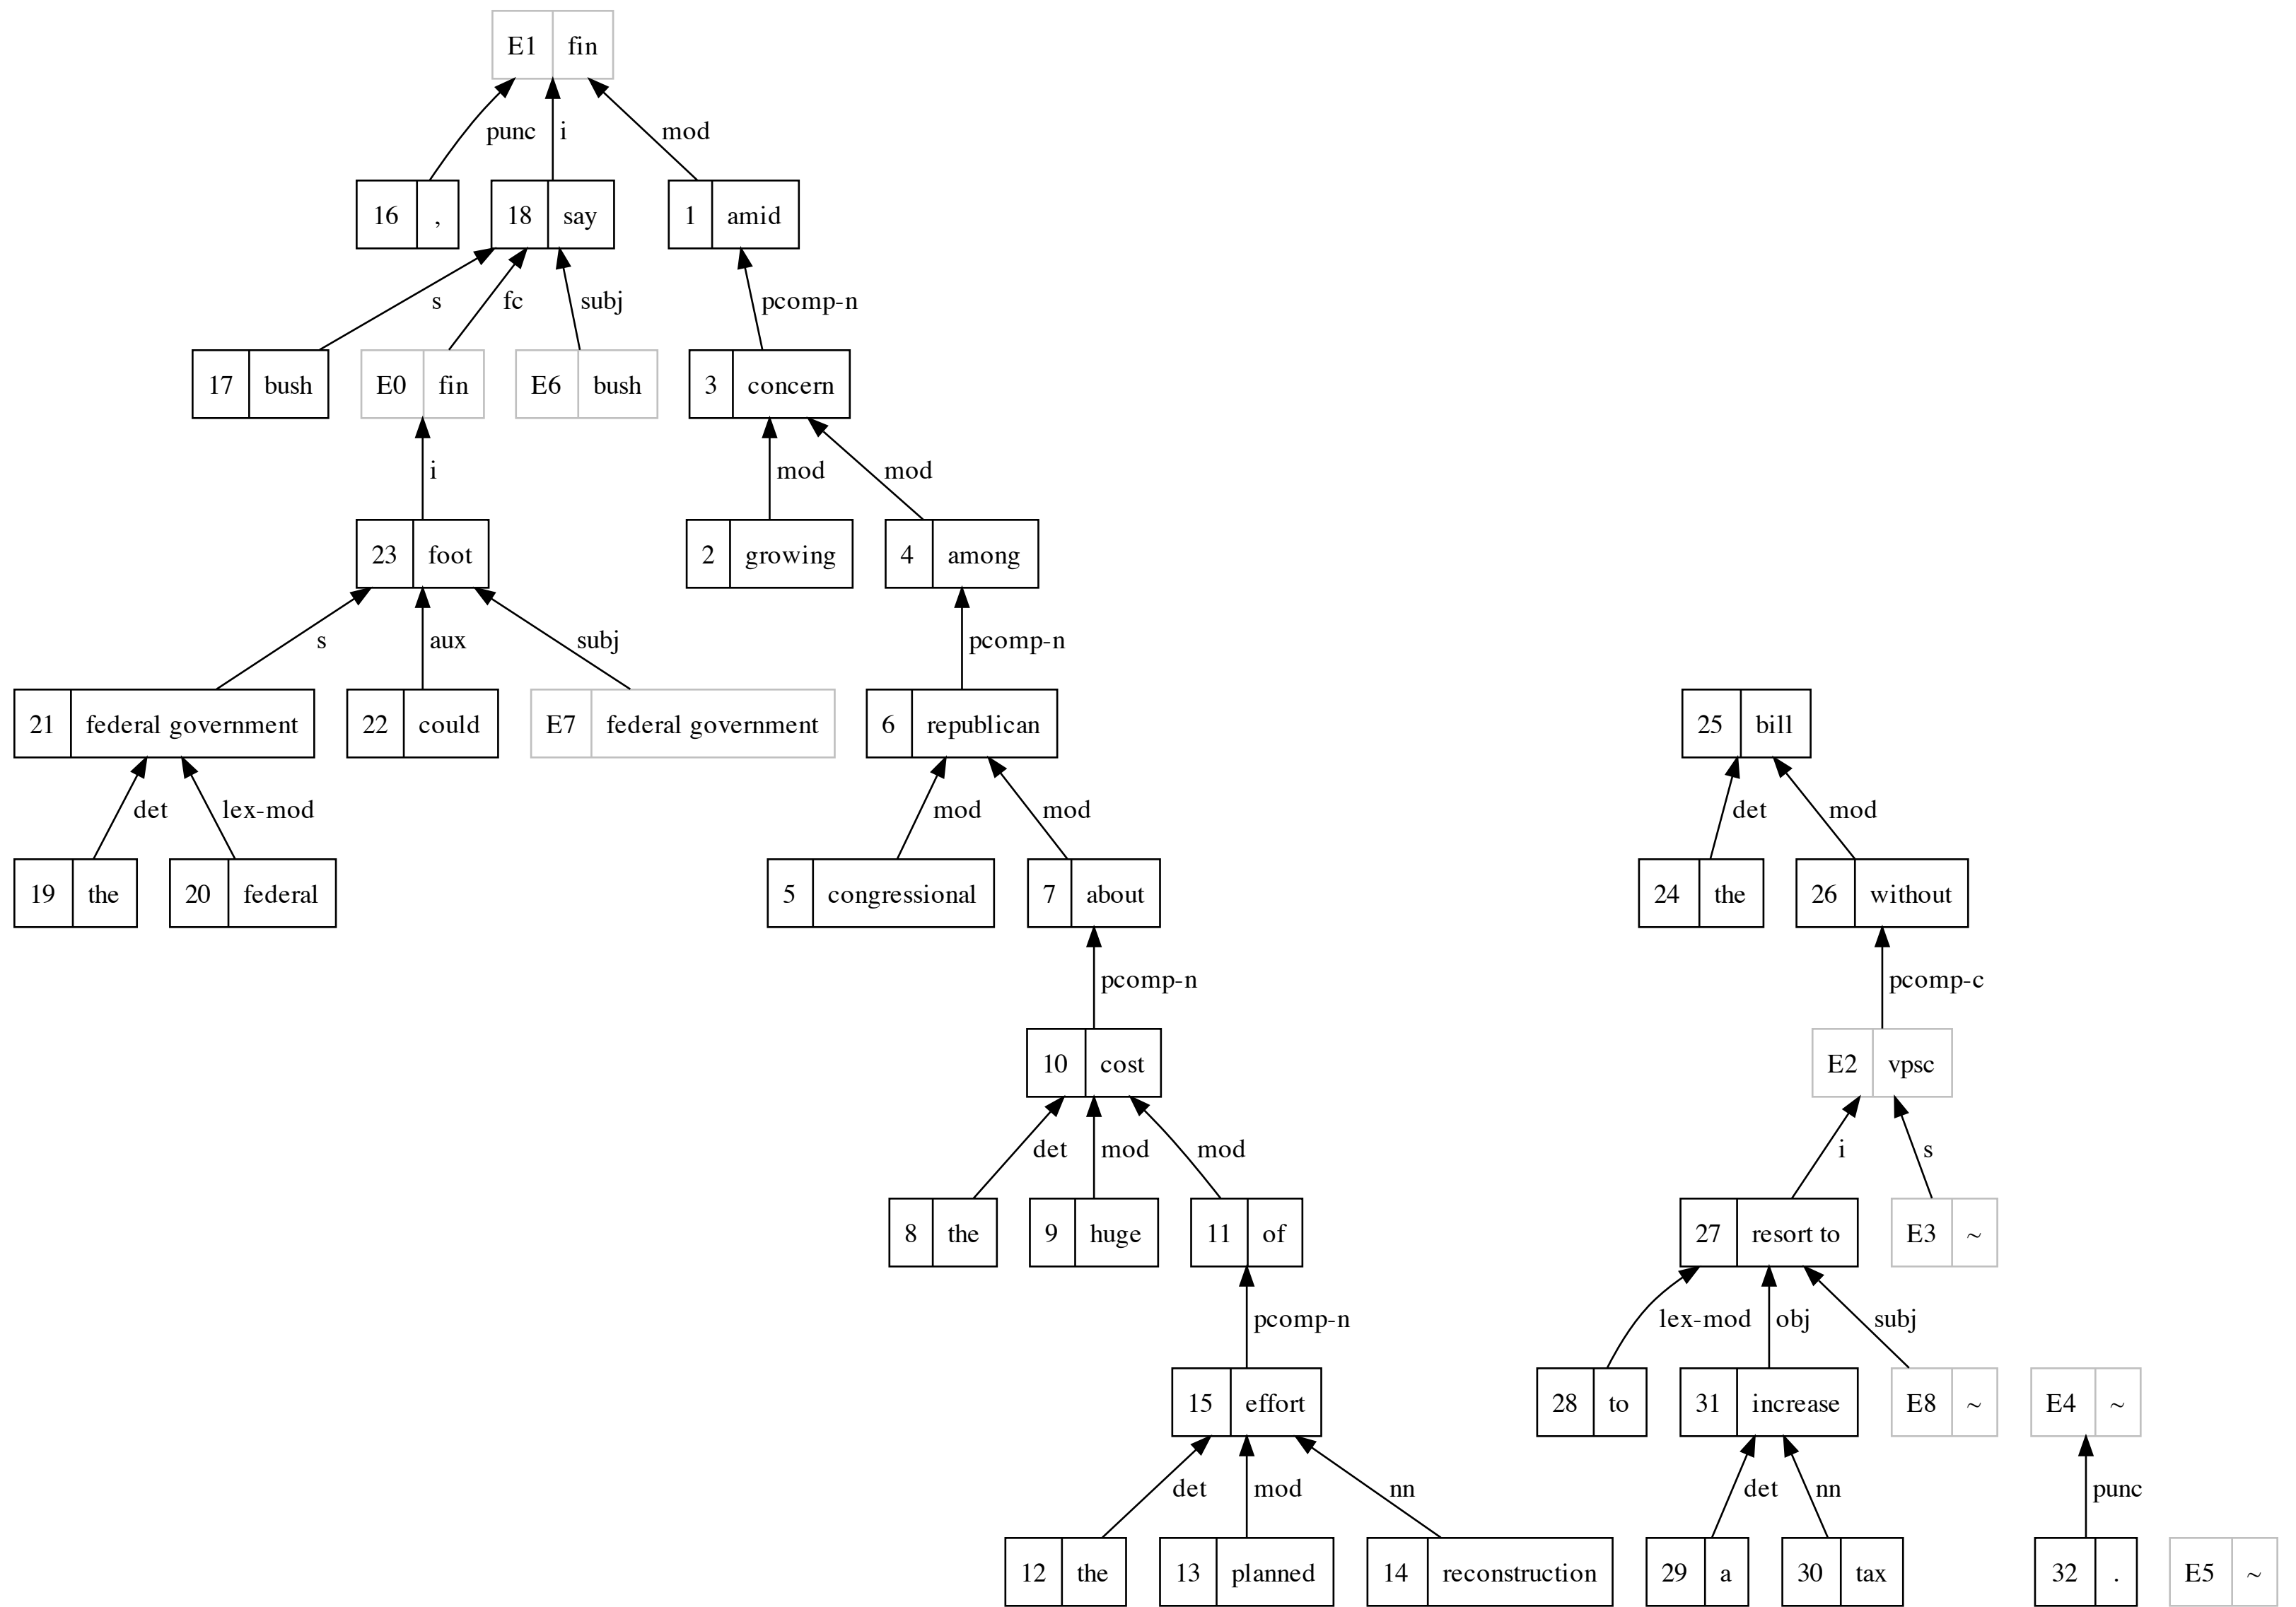 E1 fin
punc i mod
16 , 18 say 1 amid
s fc subj pcomp-n
17 bush E0 fin E6 bush 3 concern
i mod mod
23 foot 2 growing 4 among
s aux subj pcomp-n
21 federal government 22 could E7 federal government 6 republican 25 bill
det lex-mod mod mod det mod
19 the 20 federal 5 congressional 7 about 24 the 26 without
pcomp-n pcomp-c
10 cost E2 vpsc
det mod mod i s
8 the 9 huge 11 of 27 resort to E3 ~
pcomp-n lex-mod obj subj
15 effort 28 to 31 increase E8 ~ E4 ~
det mod nn det nn punc
12 the 13 planned 14 reconstruction 29 a 30 tax 32 . E5 ~